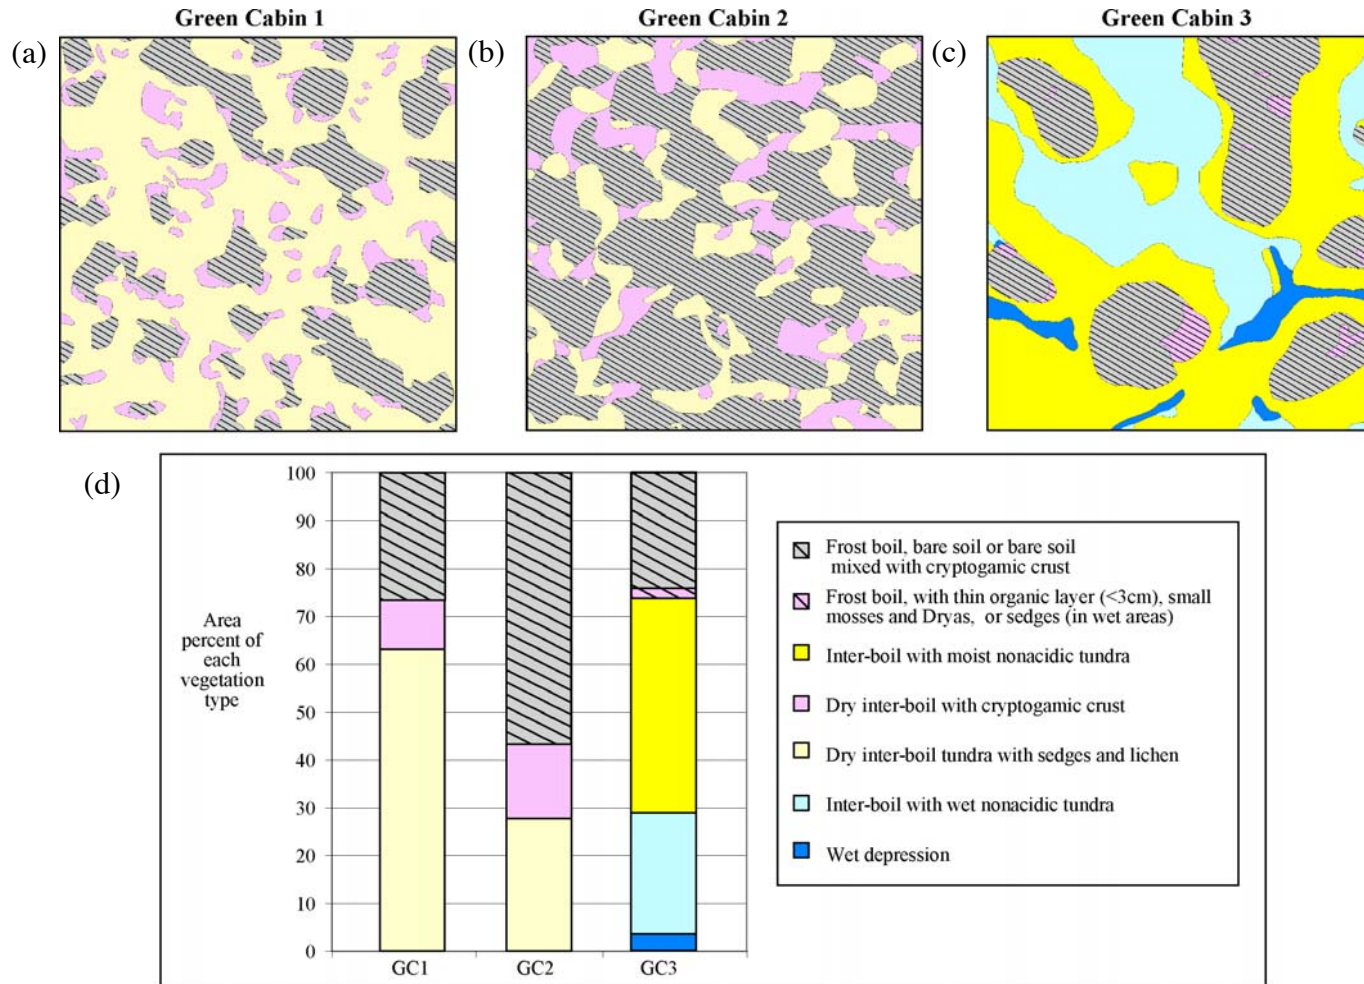 Green Cabin 1
Green Cabin 2
Green Cabin 3
(a)
(b)
(c)
(d)
100
90
80
70
60
50
40
30
20
10
0
Area
percent of
each
vegetation
type
GC1
GC2
GC3
Frost boil, bare soil or bare soil
mixed with cryptogamic crust
Frost boil, with thin organic layer (<3cm), small
mosses and Dryas, or sedges (in wet areas)
Inter-boil with moist nonacidic tundra
Dry inter-boil with cryptogamic crust
Dry inter-boil tundra with sedges and lichen
Inter-boil with wet nonacidic tundra
Wet depression